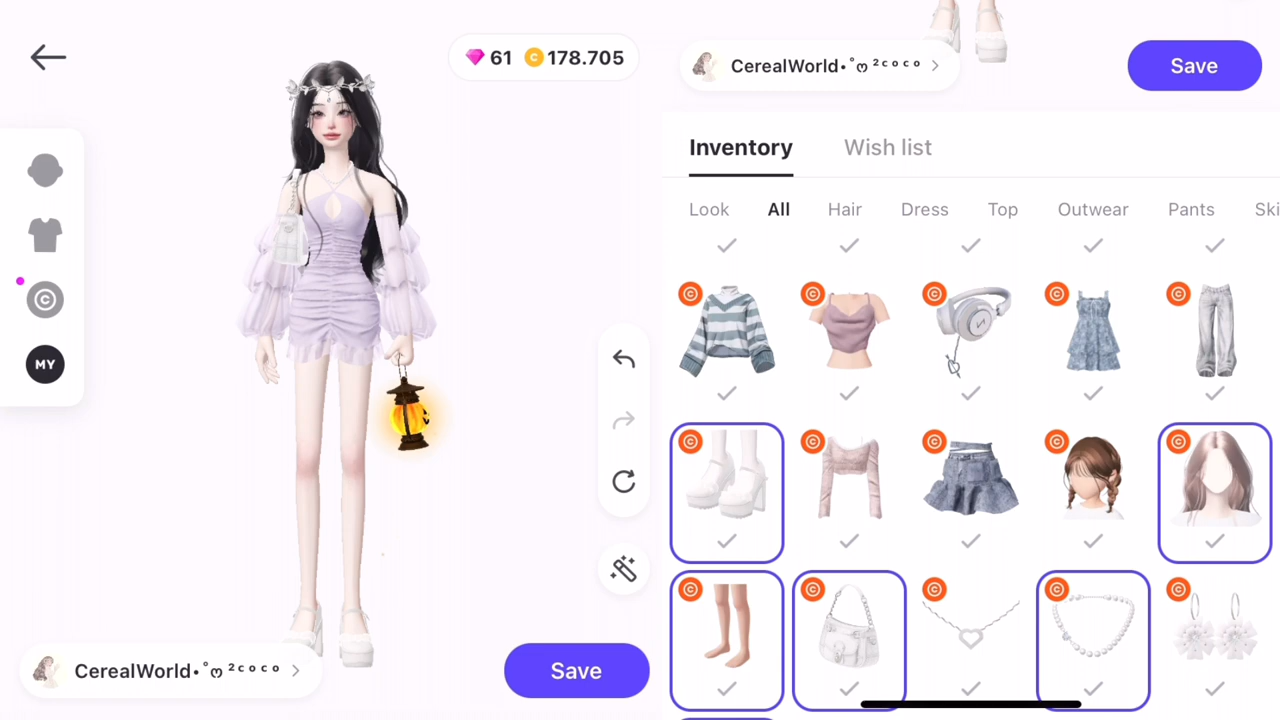 61 178.705
MY
CerealWorld•˚ო ²ᶜᵒᶜᵒ
Save
CerealWorld•˚ო ²ᶜᵒᶜᵒ
Save
Inventory Wish list
Look All Hair Dress Top Outwear Pants Ski